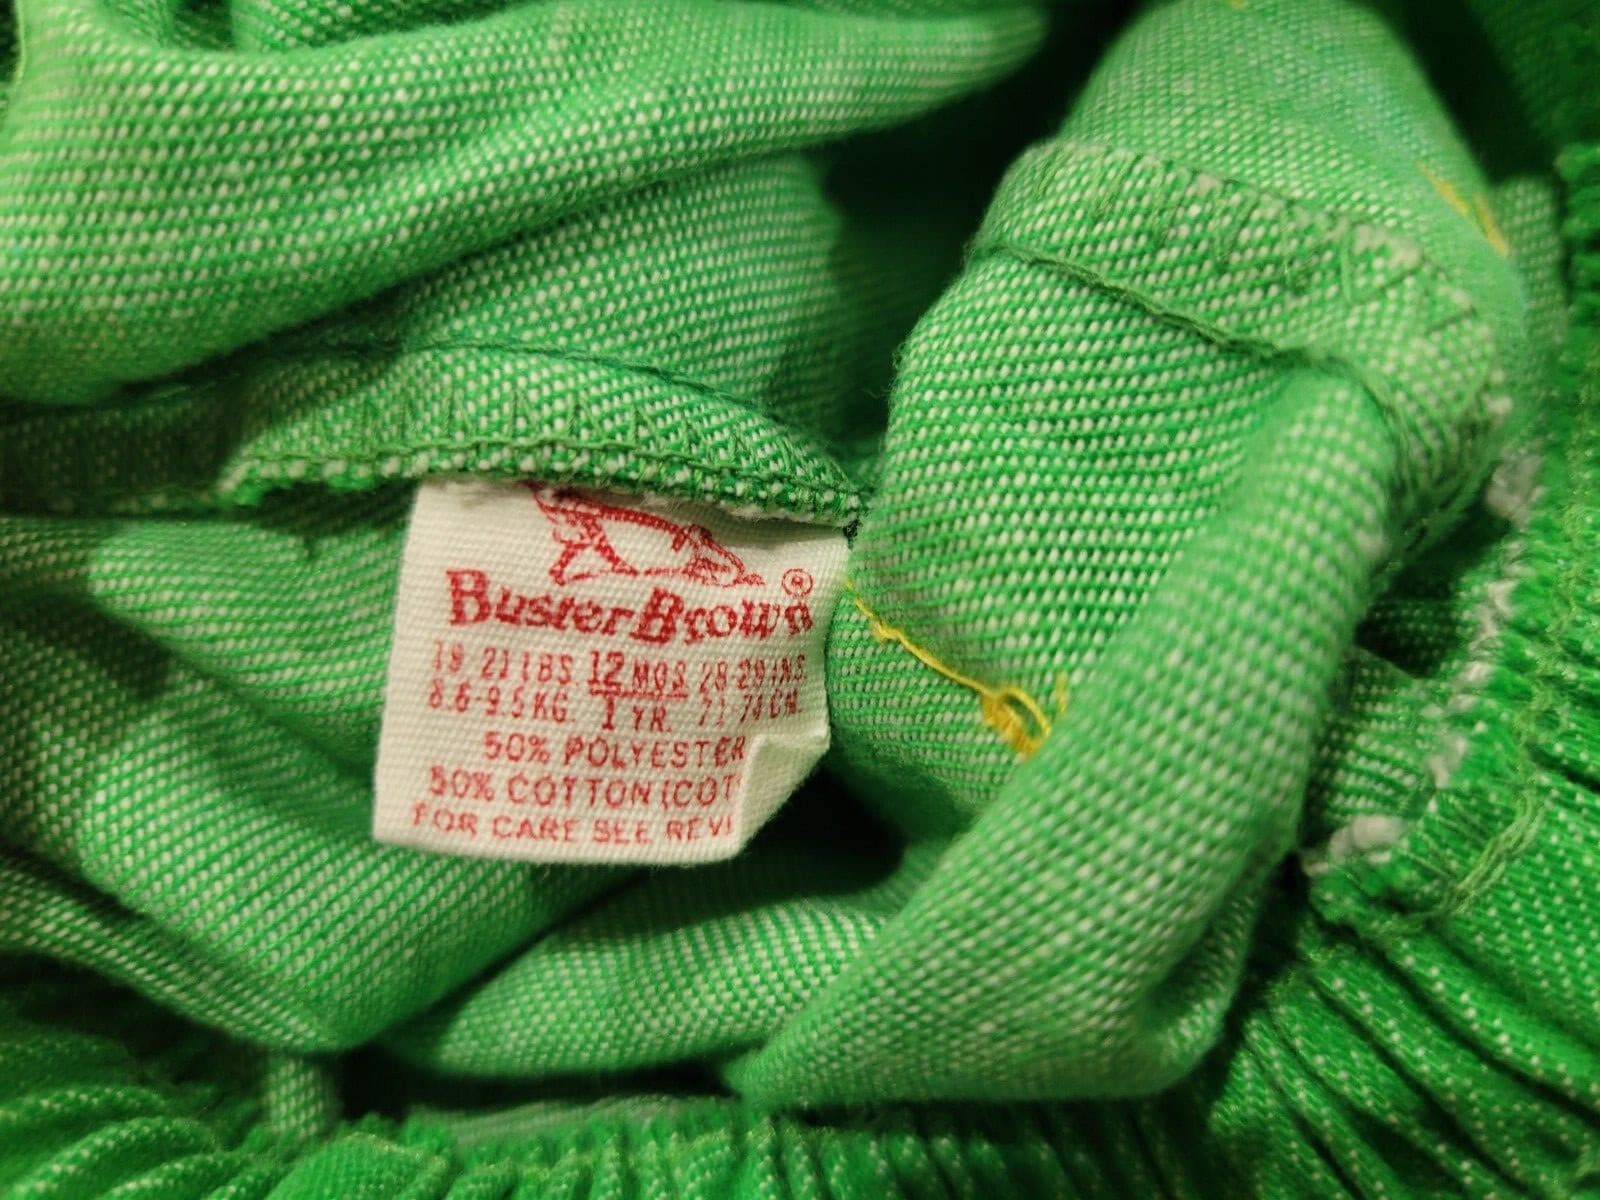 Buster Brown ®
19 21 LBS. 12 MOS 28-29 INS.
8.6-9.5 KG. 1 YR. 71 74 CM.
50% POLYESTER
50% COTTON (COT
FOR CARE SEE REV